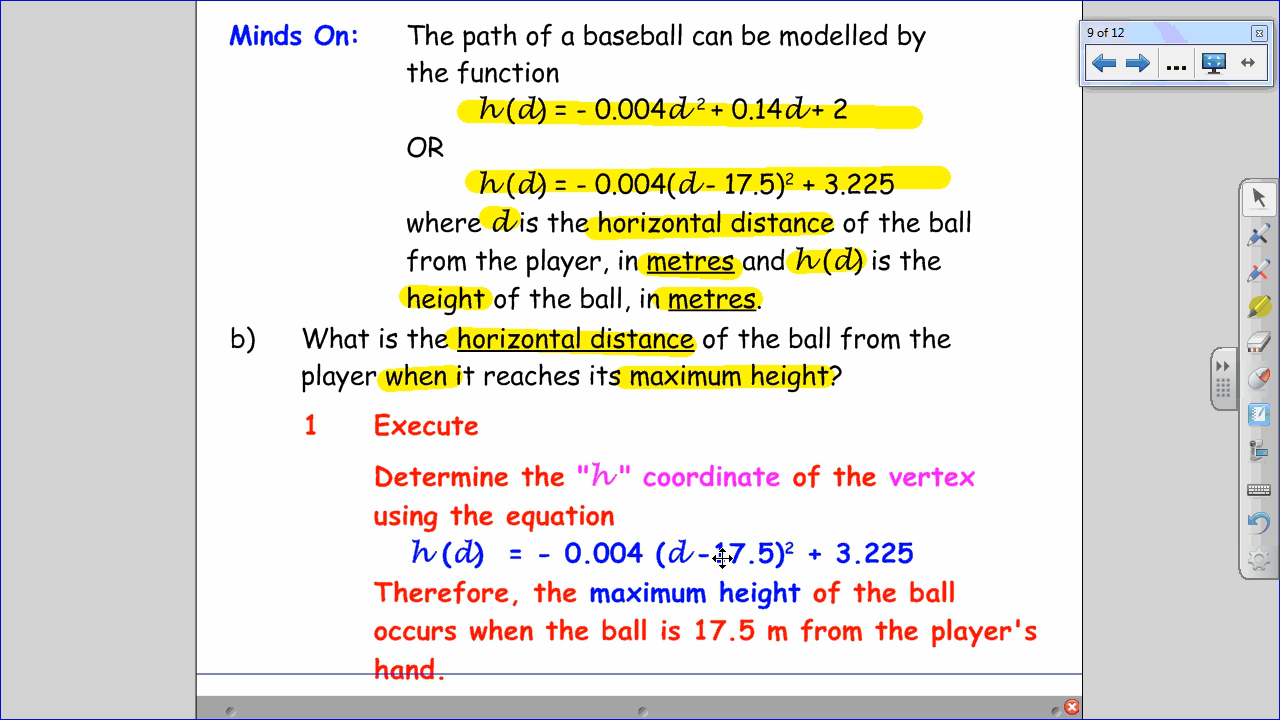 Minds On: The path of a baseball can be modelled by
the function
h(d) = - 0.004d² + 0.14d + 2
OR
h(d) = - 0.004(d - 17.5)² + 3.225
where d is the horizontal distance of the ball
from the player, in metres and h(d) is the
height of the ball, in metres.
b) What is the horizontal distance of the ball from the
player when it reaches its maximum height?
1 Execute
Determine the "h" coordinate of the vertex
using the equation
h(d) = - 0.004 (d - 17.5)² + 3.225
Therefore, the maximum height of the ball
occurs when the ball is 17.5 m from the player's
hand.
9 of 12
...